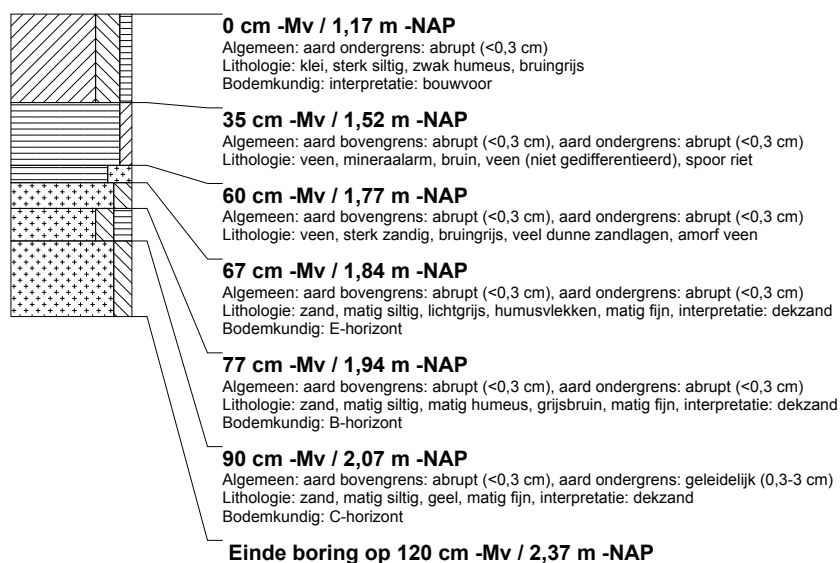 0 cm -Mv / 1,17 m -NAP
Algemeen: aard ondergrens: abrupt (<0,3 cm)
Lithologie: klei, sterk siltig, zwak humeus, bruingrijs
Bodemkundig: interpretatie: bouwvoor
35 cm -Mv / 1,52 m -NAP
Algemeen: aard bovengrens: abrupt (<0,3 cm), aard ondergrens: abrupt (<0,3 cm)
Lithologie: veen, mineraalarm, bruin, veen (niet gedifferentieerd), spoor riet
60 cm -Mv / 1,77 m -NAP
Algemeen: aard bovengrens: abrupt (<0,3 cm), aard ondergrens: abrupt (<0,3 cm)
Lithologie: veen, sterk zandig, bruingrijs, veel dunne zandlagen, amorf veen
67 cm -Mv / 1,84 m -NAP
Algemeen: aard bovengrens: abrupt (<0,3 cm), aard ondergrens: abrupt (<0,3 cm)
Lithologie: zand, matig siltig, lichtgrijs, humusvlekken, matig fijn, interpretatie: dekzand
Bodemkundig: E-horizont
77 cm -Mv / 1,94 m -NAP
Algemeen: aard bovengrens: abrupt (<0,3 cm), aard ondergrens: abrupt (<0,3 cm)
Lithologie: zand, matig siltig, matig humeus, grijsbruin, matig fijn, interpretatie: dekzand
Bodemkundig: B-horizont
90 cm -Mv / 2,07 m -NAP
Algemeen: aard bovengrens: abrupt (<0,3 cm), aard ondergrens: geleidelijk (0,3-3 cm)
Lithologie: zand, matig siltig, geel, matig fijn, interpretatie: dekzand
Bodemkundig: C-horizont
Einde boring op 120 cm -Mv / 2,37 m -NAP